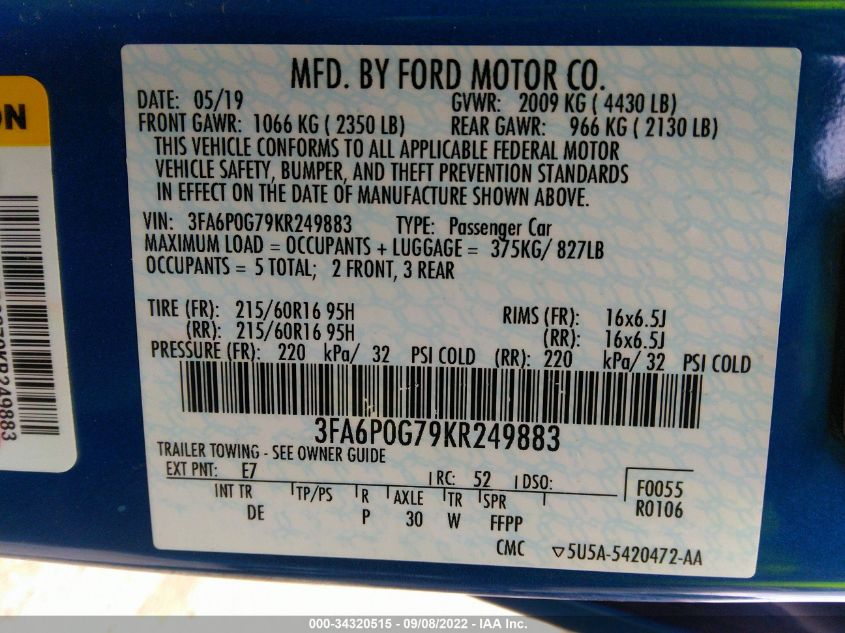 MFD. BY FORD MOTOR CO.
DATE: 05/19 GVWR: 2009 KG ( 4430 LB)
FRONT GAWR: 1066 KG ( 2350 LB) REAR GAWR: 966 KG ( 2130 LB)
THIS VEHICLE CONFORMS TO ALL APPLICABLE FEDERAL MOTOR
VEHICLE SAFETY, BUMPER, AND THEFT PREVENTION STANDARDS
IN EFFECT ON THE DATE OF MANUFACTURE SHOWN ABOVE.
VIN: 3FA6P0G79KR249883 TYPE: Passenger Car
MAXIMUM LOAD = OCCUPANTS + LUGGAGE = 375KG/ 827LB
OCCUPANTS = 5 TOTAL; 2 FRONT, 3 REAR
TIRE (FR): 215/60R16 95H RIMS (FR): 16x6.5J
(RR): 215/60R16 95H (RR): 16x6.5J
PRESSURE (FR): 220 kPa/ 32 PSI COLD (RR): 220 kPa/ 32 PSI COLD
3FA6P0G79KR249883
TRAILER TOWING - SEE OWNER GUIDE
EXT PNT: E7 RC: 52 DSO:
INT TR TP/PS R AXLE TR SPR
DE P 30 W FFPP
F0055
R0106
CMC ▽5U5A-5420472-AA
ON
KR249883
000-34320515 - 09/08/2022 - IAA Inc.